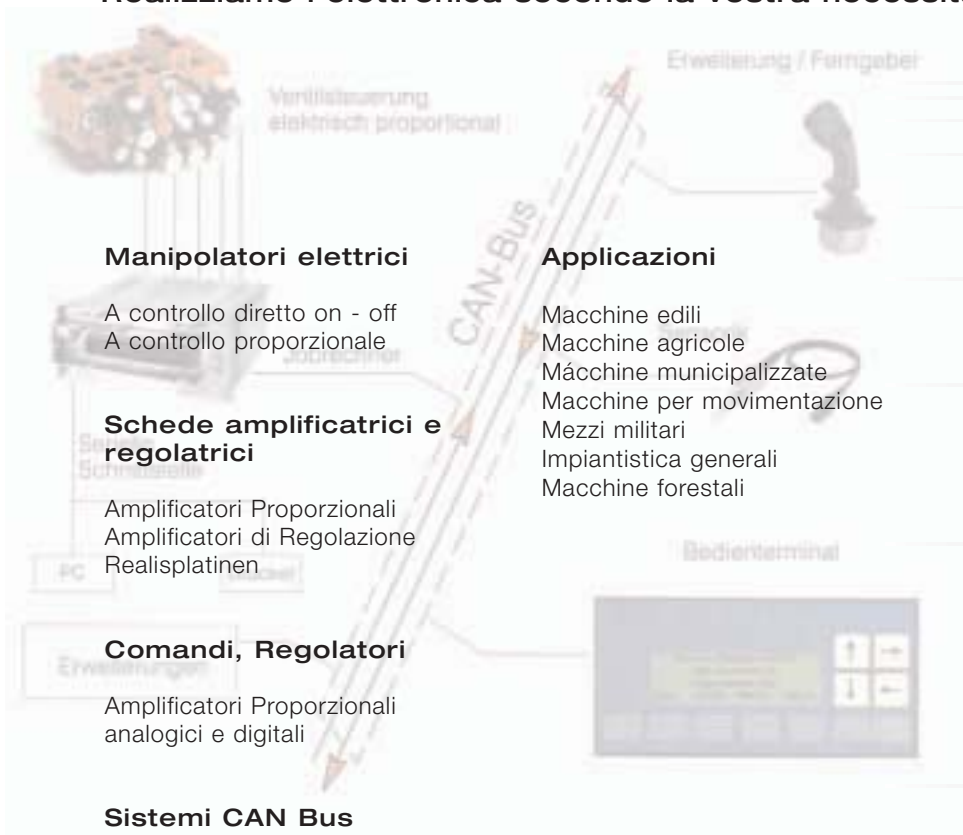 Realizziamo l'elettronica secondo la vostra necessità
Erweiterung / Ferngeber
Ventilsteuerung
elektrisch proportional
CAN-Bus
Manipolatori elettrici
A controllo diretto on - off
A controllo proporzionale
Jobrechner
Schede amplificatrici e
regolatrici
Serielle
Schnittstelle
Amplificatori Proporzionali
Amplificatori di Regolazione
Realisplatinen
PC
Erweiterungen
Comandi, Regolatori
Amplificatori Proporzionali
analogici e digitali
Sistemi CAN Bus
Applicazioni
Macchine edili
Macchine agricole
Mácchine municipalizzate
Macchine per movimentazione
Mezzi militari
Impiantistica generali
Macchine forestali
Bedienterminal